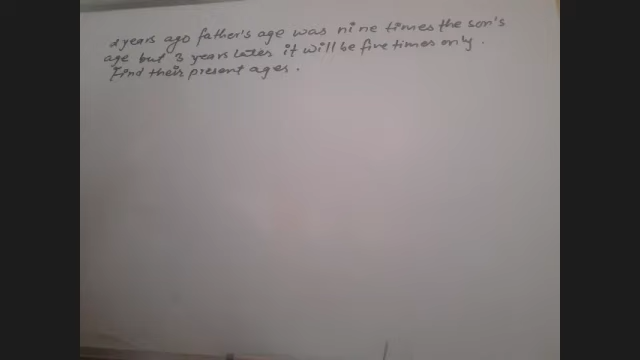 2 years ago father's age was nine times the son's
age but 3 years later it will be five times only.
Find their present ages.